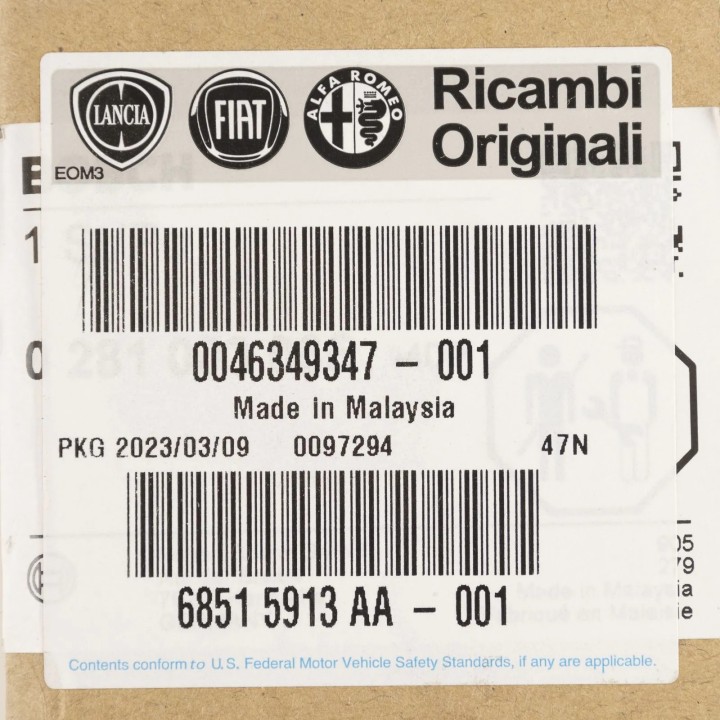 LANCIA
FIAT
ALFA ROMEO
Ricambi
Originali
EOM3
0046349347 - 001
Made in Malaysia
PKG 2023/03/09 0097294 47N
6851 5913 AA - 001
Contents conform to U.S. Federal Motor Vehicle Safety Standards, if any are applicable.